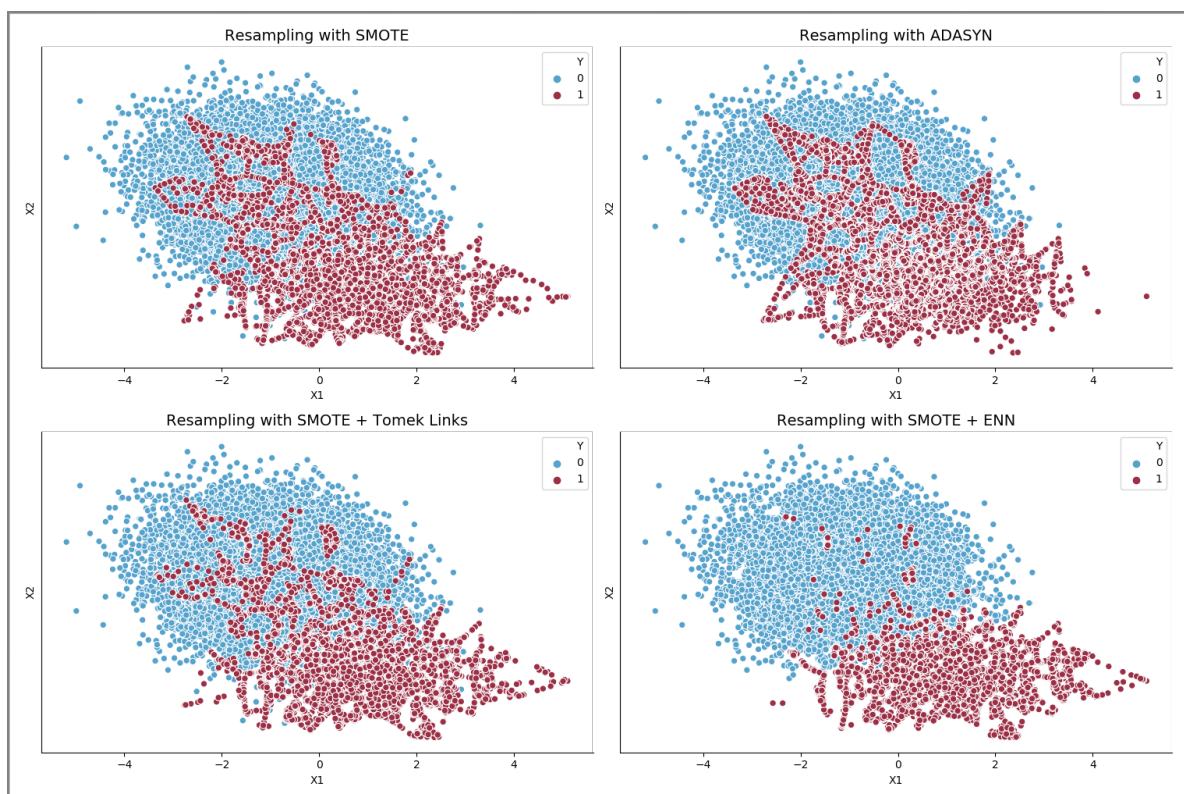 Resampling with SMOTE
Y
0
1
X2
−4 −2 0 2 4
X1
Resampling with ADASYN
Y
0
1
X2
−4 −2 0 2 4
X1
Resampling with SMOTE + Tomek Links
Y
0
1
X2
−4 −2 0 2 4
X1
Resampling with SMOTE + ENN
Y
0
1
X2
−4 −2 0 2 4
X1